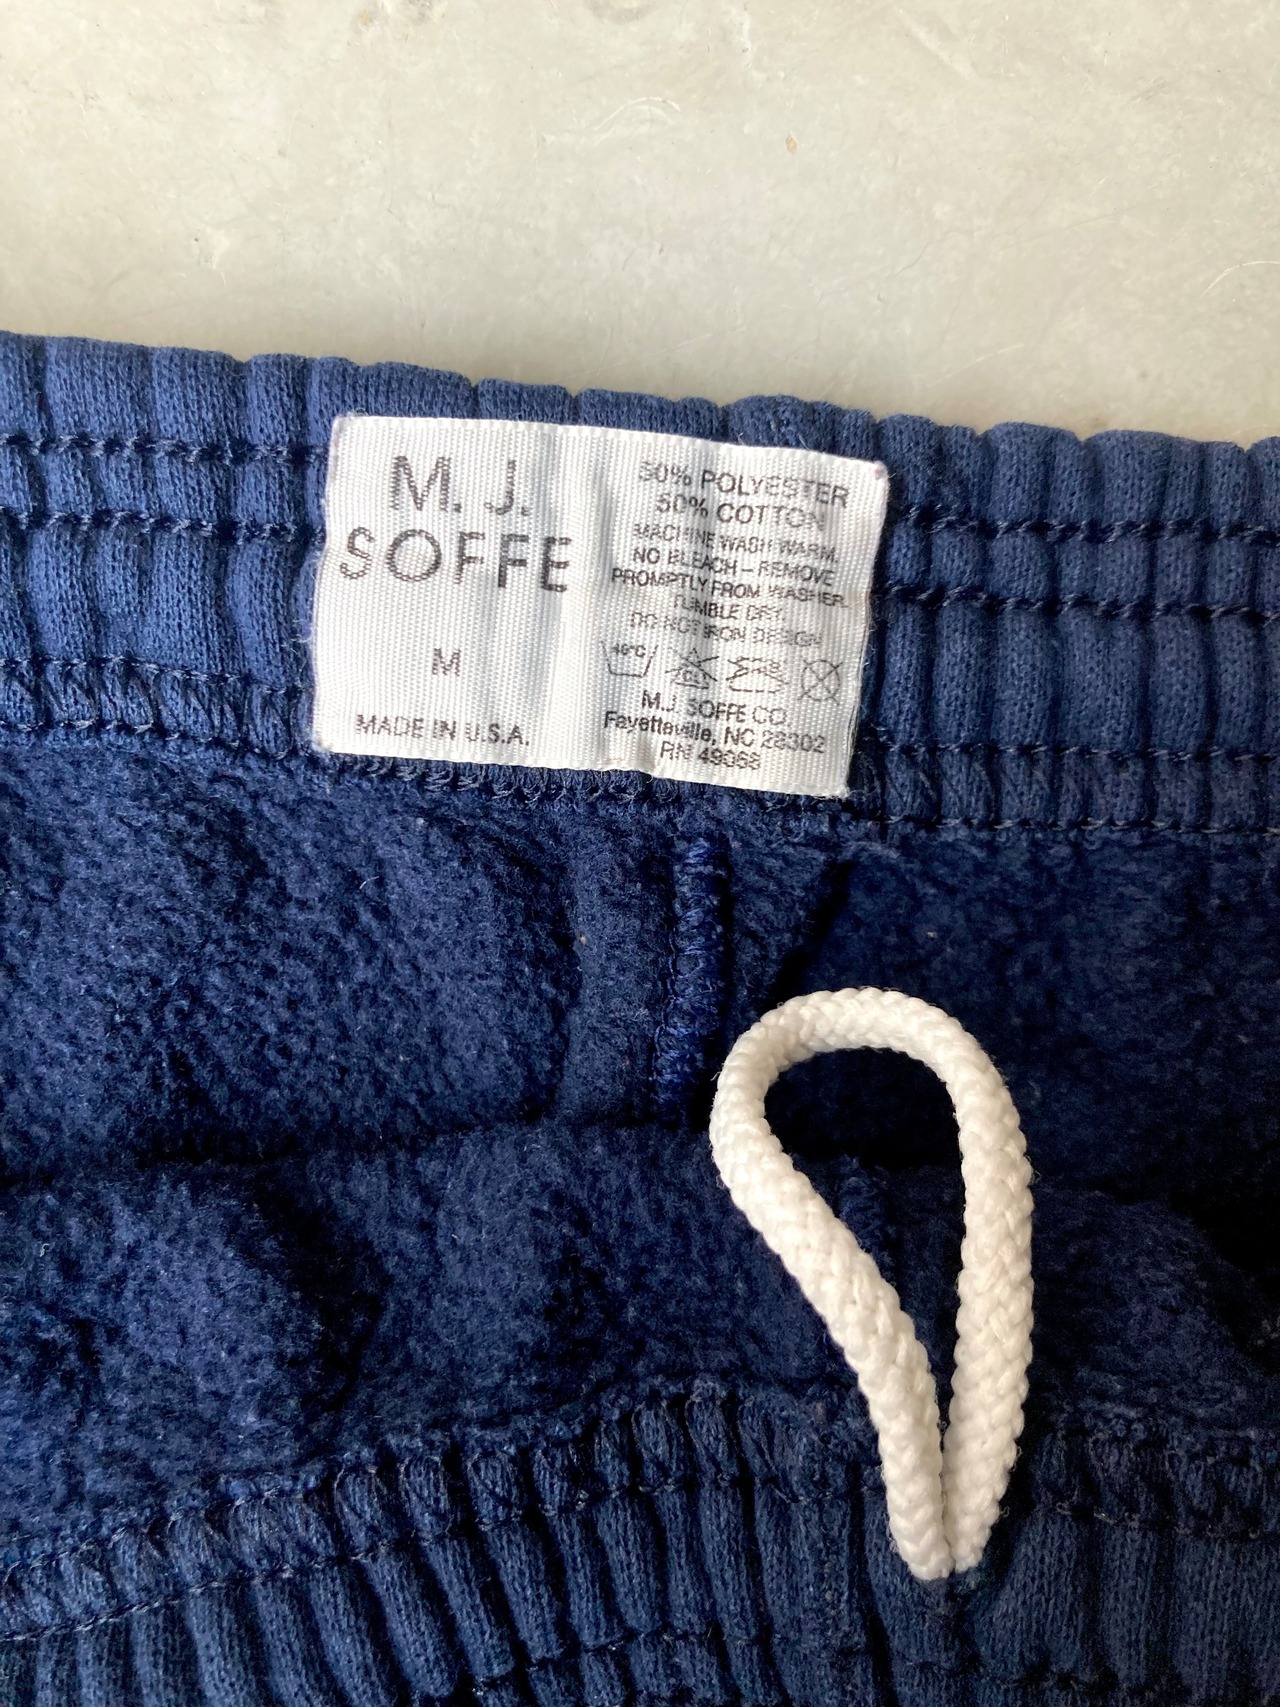 M. J.
SOFFE
M
MADE IN U.S.A.
50% POLYESTER
50% COTTON
MACHINE WASH WARM
NO BLEACH – REMOVE
PROMPTLY FROM WASHER.
TUMBLE DRY.
DO NOT IRON DESIGN
40°C
CL
M.J. SOFFE CO.
Fayetteville, NC 28302
RN 49068